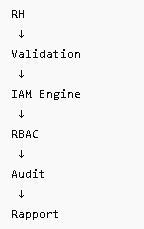 RH
↓
Validation
↓
IAM Engine
↓
RBAC
↓
Audit
↓
Rapport